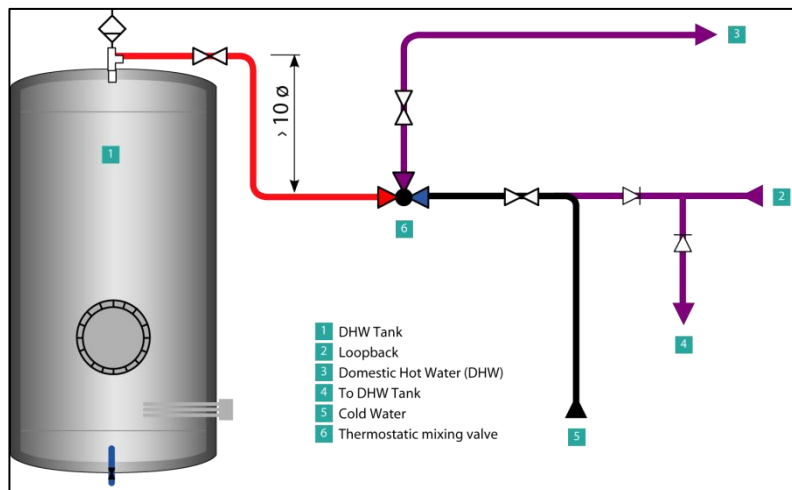 3
1
> 10 ø
2
6
1 DHW Tank
2 Loopback
3 Domestic Hot Water (DHW)
4 To DHW Tank
5 Cold Water
6 Thermostatic mixing valve
4
5